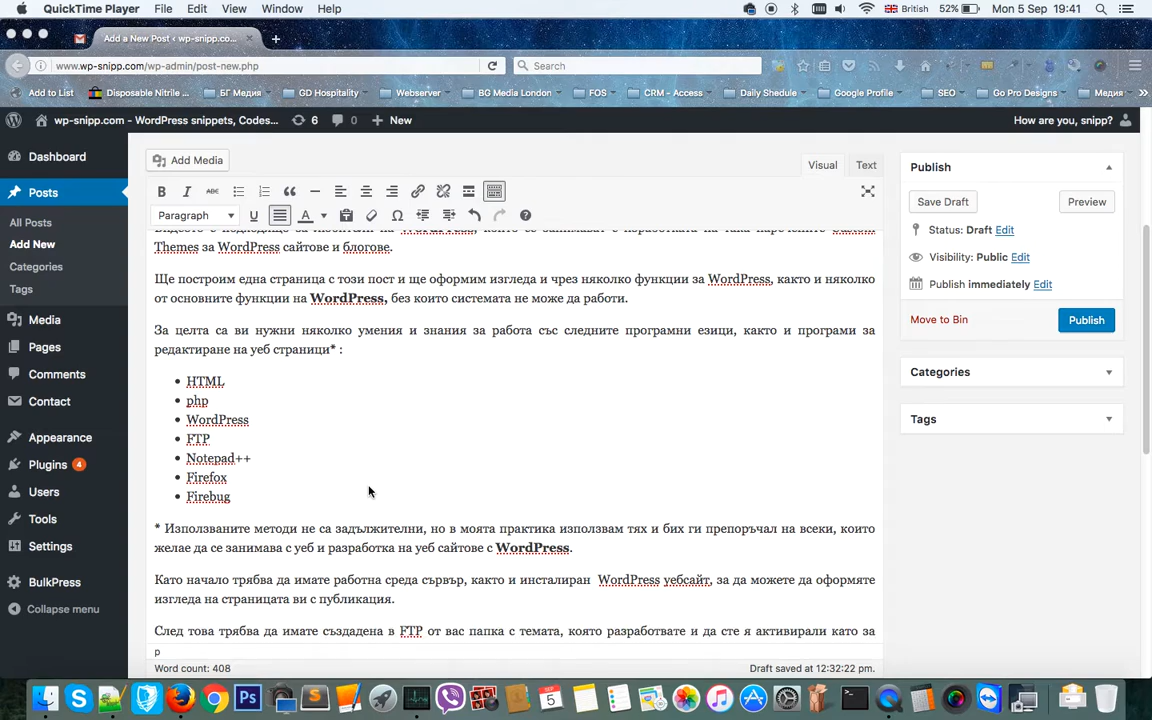 QuickTime Player File Edit View Window Help British 52% Mon 5 Sep 19:41
Add a New Post ‹ wp-snipp.co...
www.wp-snipp.com/wp-admin/post-new.php Search
Add to List Disposable Nitrile ... БГ Медия GD Hospitality Webserver BG Media London FOS CRM - Access Daily Shedule Google Profile SEO Go Pro Designs Медия
wp-snipp.com - WordPress snippets, Codes... 6 0 New How are you, snipp?
Dashboard
Posts
All Posts
Add New
Categories
Tags
Media
Pages
Comments
Contact
Appearance
Plugins 4
Users
Tools
Settings
BulkPress
Collapse menu
Add Media Visual Text
Paragraph
Themes за WordPress сайтове и блогове.
Ще построим една страница с този пост и ще оформим изгледа и чрез няколко функции за WordPress, както и няколко
от основните функции на WordPress, без които системата не може да работи.
За целта са ви нужни няколко умения и знания за работа със следните програмни езици, както и програми за
редактиране на уеб страници* :
HTML
php
WordPress
FTP
Notepad++
Firefox
Firebug
* Използваните методи не са задължителни, но в моята практика използвам тях и бих ги препоръчал на всеки, които
желае да се занимава с уеб и разработка на уеб сайтове с WordPress.
Като начало трябва да имате работна среда сървър, както и инсталиран WordPress уебсайт, за да можете да оформяте
изгледа на страницата ви с публикация.
След това трябва да имате създадена в FTP от вас папка с темата, която разработвате и да сте я активирали като за
p
Word count: 408 Draft saved at 12:32:22 pm.
Publish
Save Draft Preview
Status: Draft Edit
Visibility: Public Edit
Publish immediately Edit
Move to Bin Publish
Categories
Tags